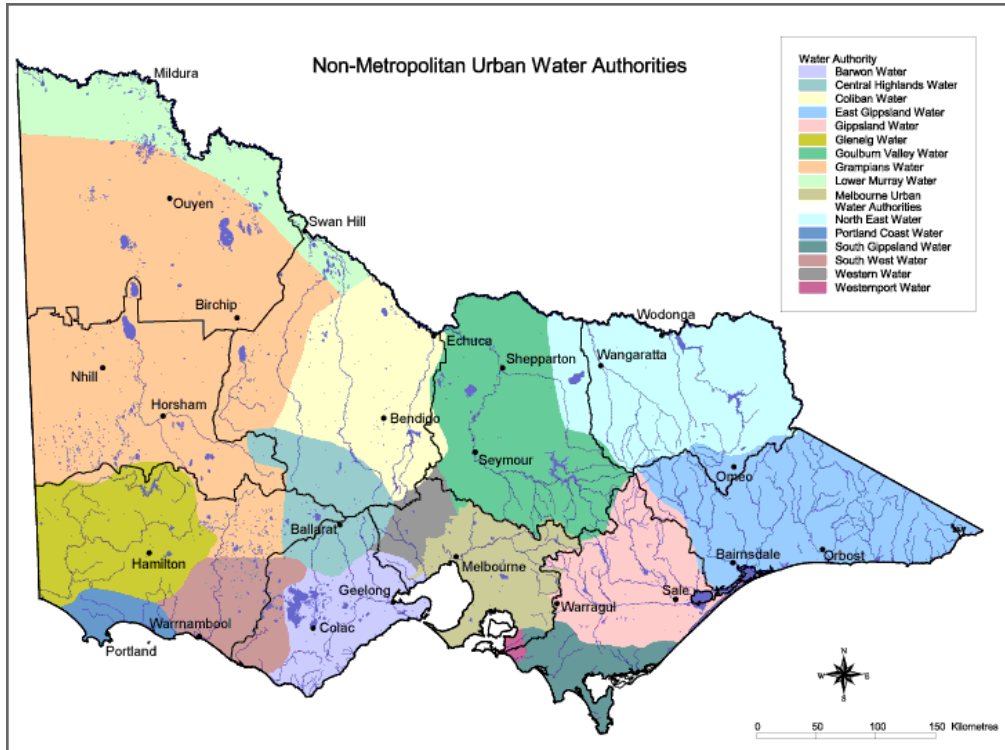 Non-Metropolitan Urban Water Authorities
Water Authority
Barwon Water
Central Highlands Water
Coliban Water
East Gippsland Water
Gippsland Water
Glenelg Water
Goulburn Valley Water
Grampians Water
Lower Murray Water
Melbourne Urban
Water Authorities
North East Water
Portland Coast Water
South Gippsland Water
South West Water
Western Water
Westernport Water
Mildura
Ouyen
Swan Hill
Birchip
Wodonga
Echuca
Shepparton
Wangaratta
Nhill
Horsham
Bendigo
Seymour
Omeo
Ballarat
Hamilton
Melbourne
Bairnsdale
Orbost
Geelong
Warragul
Sale
Warrnambool
Colac
Portland
N
W
E
S
0 50 100 150 Kilometres